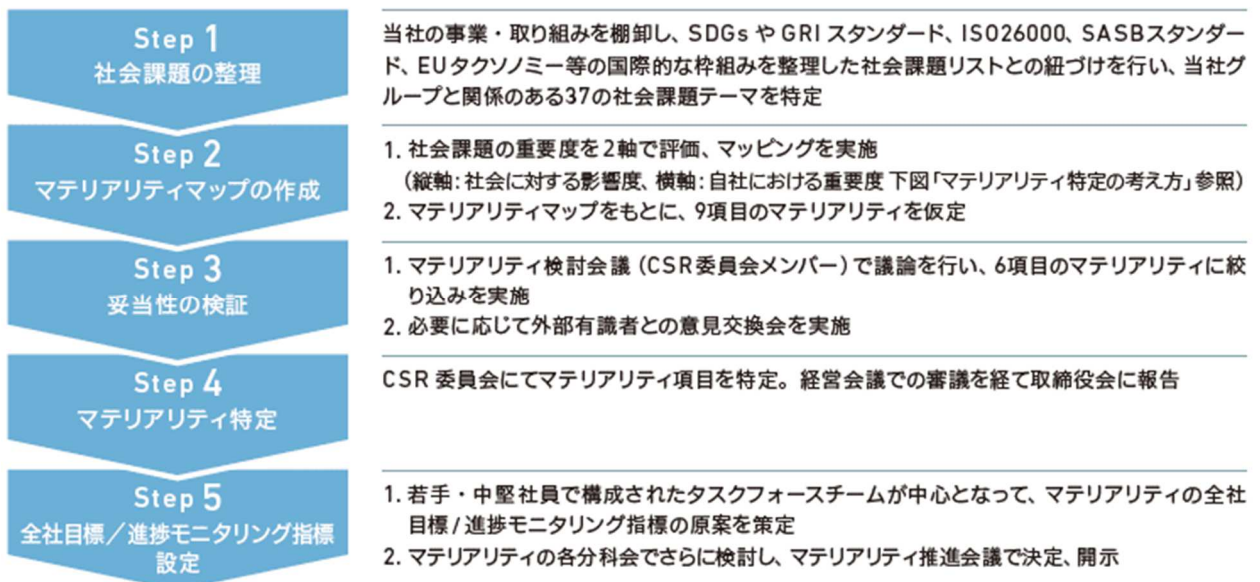 Step 1
社会課題の整理
当社の事業・取り組みを棚卸し、SDGs や GRI スタンダード、ISO26000、SASBスタンダー
ド、EUタクソノミー等の国際的な枠組みを整理した社会課題リストとの紐づけを行い、当社グ
ループと関係のある37の社会課題テーマを特定
Step 2
マテリアリティマップの作成
1. 社会課題の重要度を2軸で評価、マッピングを実施
(縦軸:社会に対する影響度、横軸:自社における重要度 下図「マテリアリティ特定の考え方」参照)
2. マテリアリティマップをもとに、9項目のマテリアリティを仮定
Step 3
妥当性の検証
1. マテリアリティ検討会議(CSR委員会メンバー)で議論を行い、6項目のマテリアリティに絞
り込みを実施
2. 必要に応じて外部有識者との意見交換会を実施
Step 4
マテリアリティ特定
CSR 委員会にてマテリアリティ項目を特定。経営会議での審議を経て取締役会に報告
Step 5
全社目標/進捗モニタリング指標
設定
1. 若手・中堅社員で構成されたタスクフォースチームが中心となって、マテリアリティの全社
目標/進捗モニタリング指標の原案を策定
2. マテリアリティの各分科会でさらに検討し、マテリアリティ推進会議で決定、開示